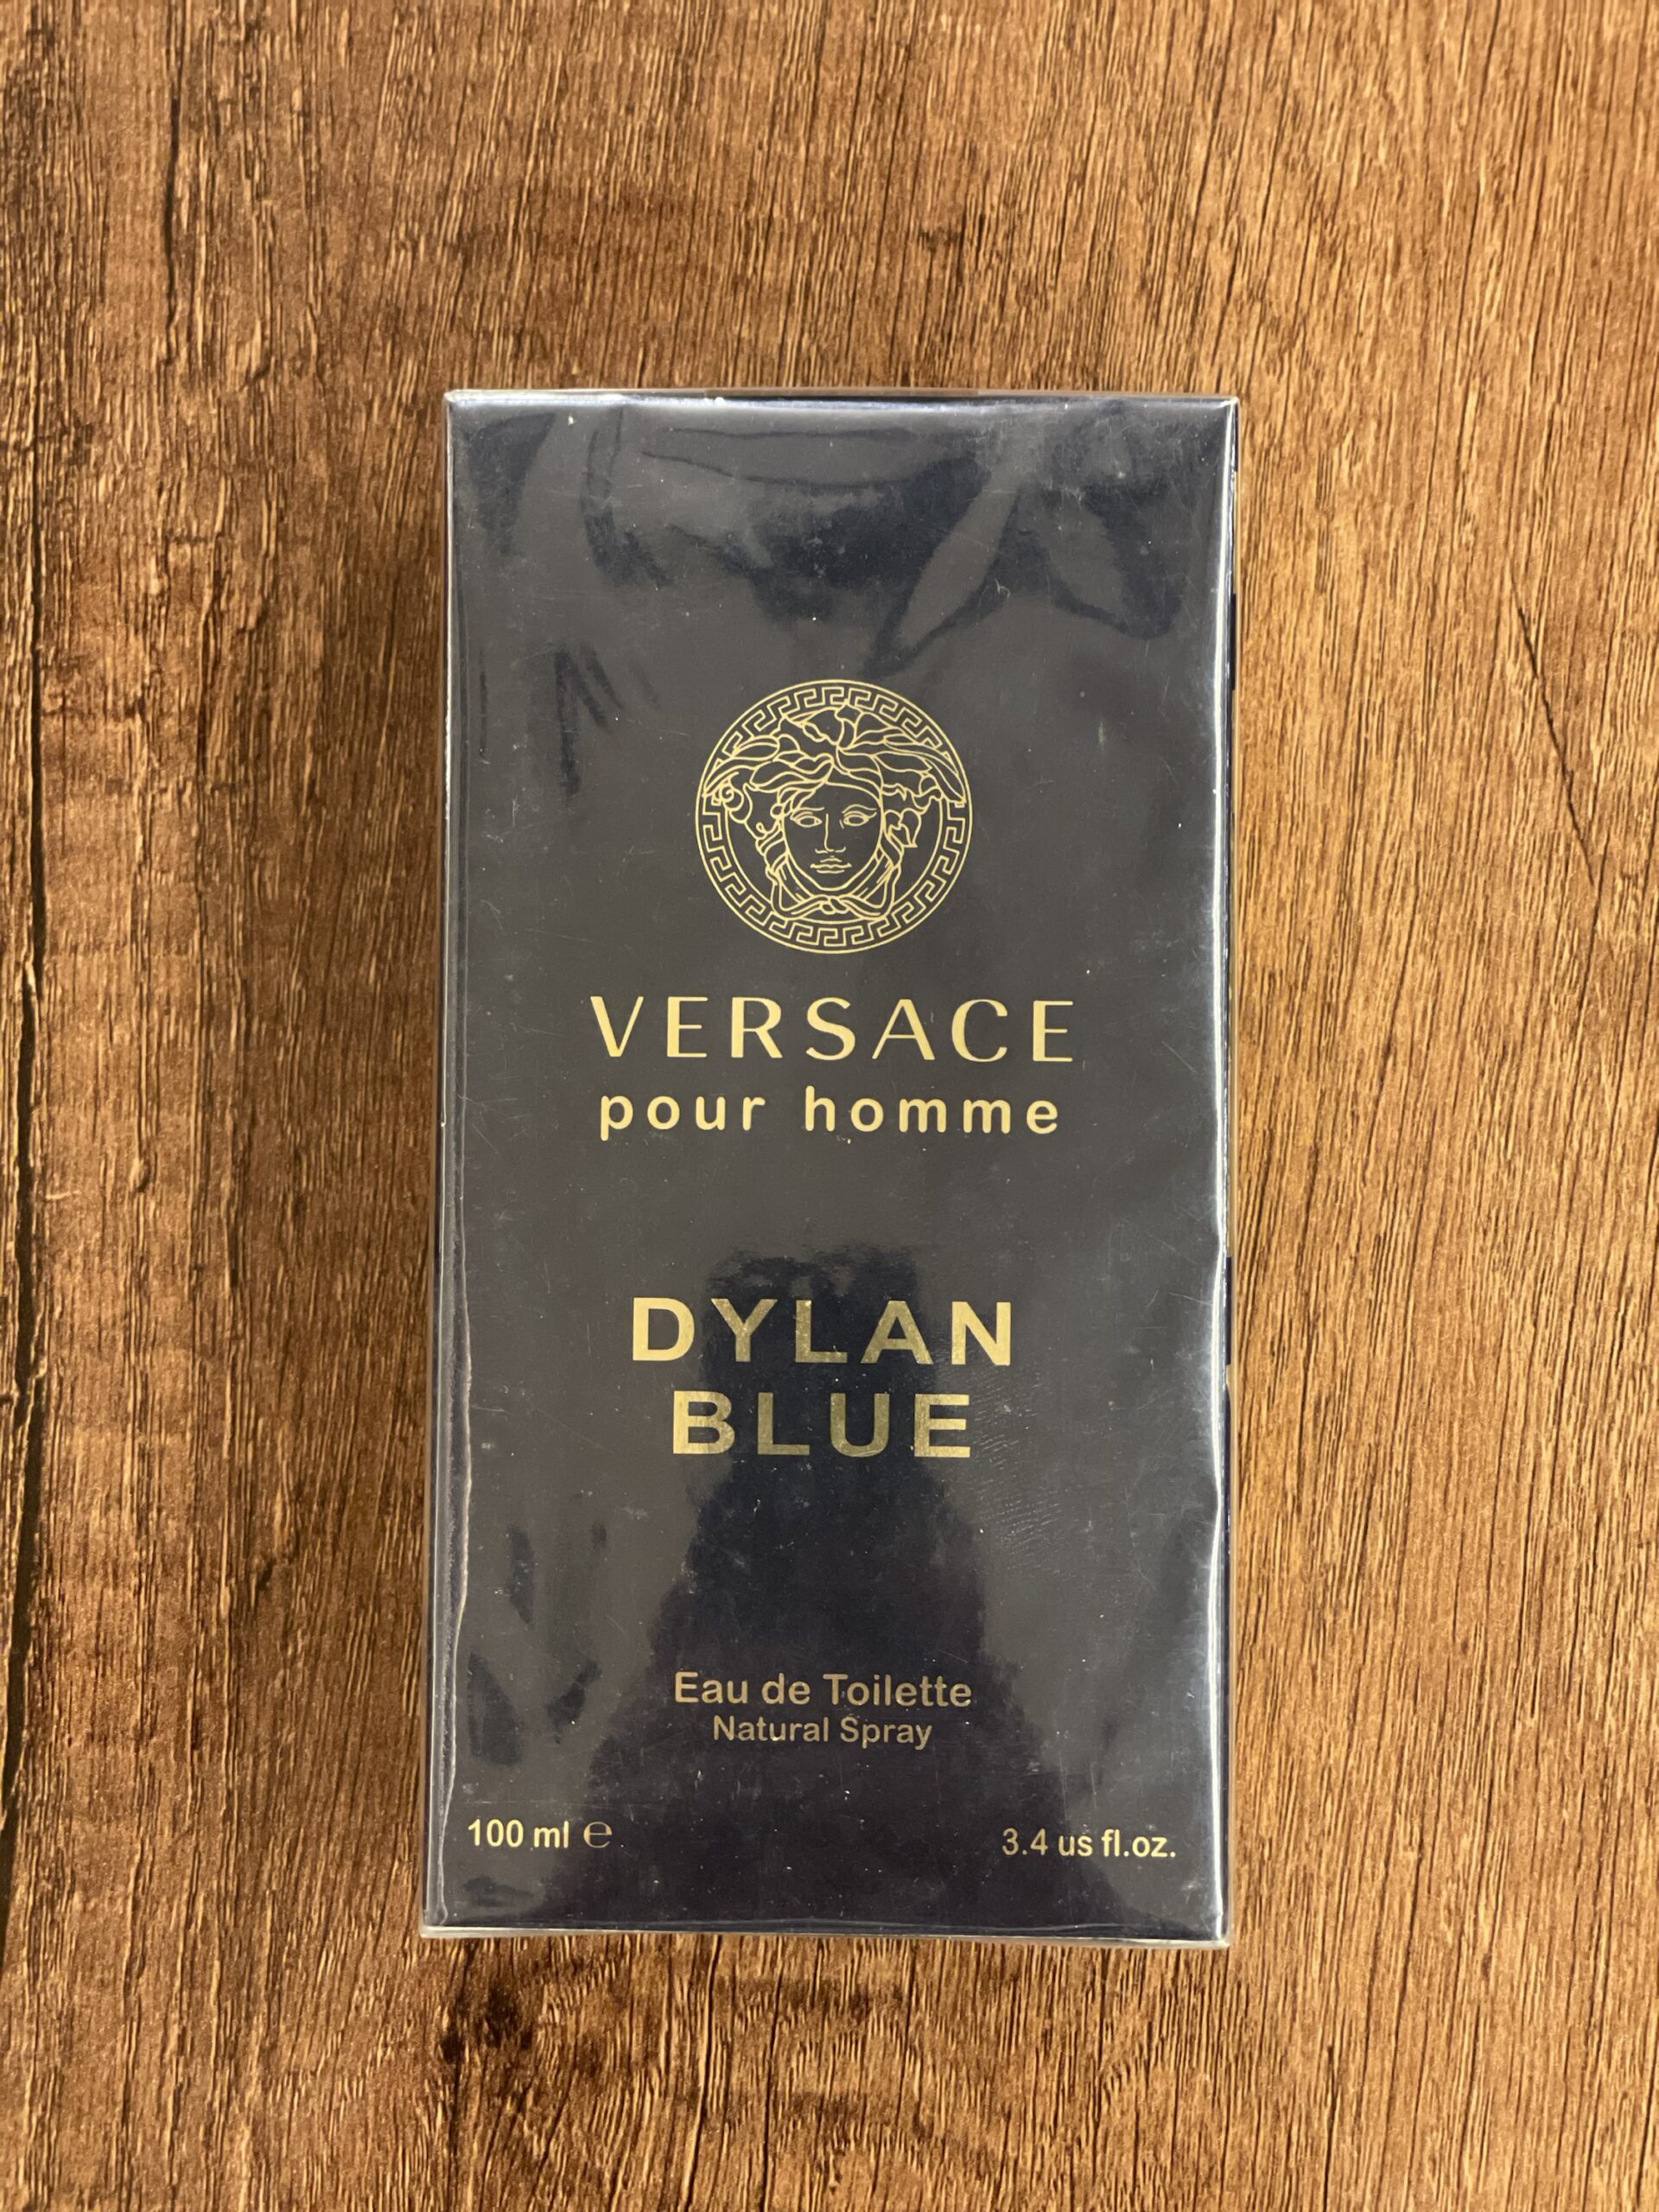 VERSACE
pour homme
DYLAN
BLUE
Eau de Toilette
Natural Spray
100 ml ℮
3.4 us fl.oz.